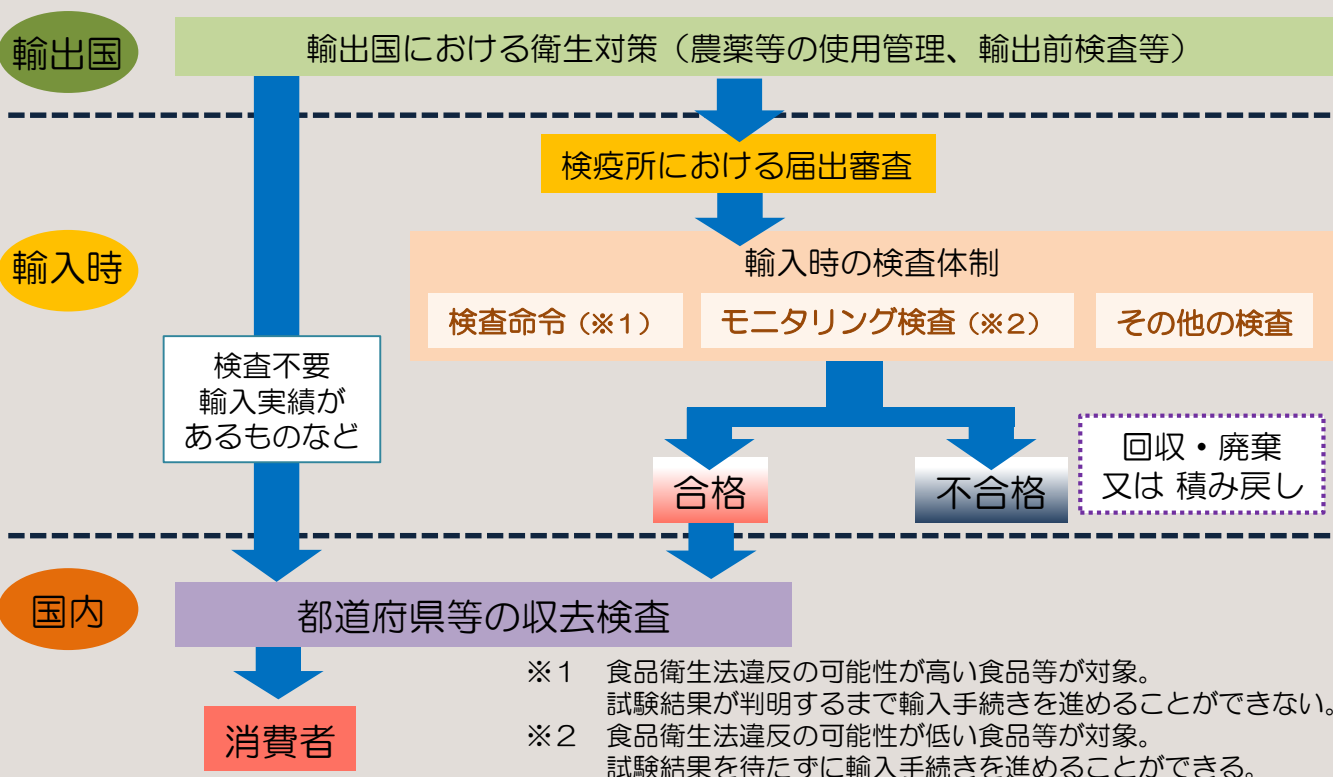 輸出国
輸出国における衛生対策（農薬等の使用管理、輸出前検査等）
検疫所における届出審査
輸入時
輸入時の検査体制
検査命令（※1）
モニタリング検査（※2）
その他の検査
検査不要
輸入実績が
あるものなど
合格
不合格
回収・廃棄
又は 積み戻し
国内
都道府県等の収去検査
消費者
※１　食品衛生法違反の可能性が高い食品等が対象。
試験結果が判明するまで輸入手続きを進めることができない。
※２　食品衛生法違反の可能性が低い食品等が対象。
試験結果を待たずに輸入手続きを進めることができる。